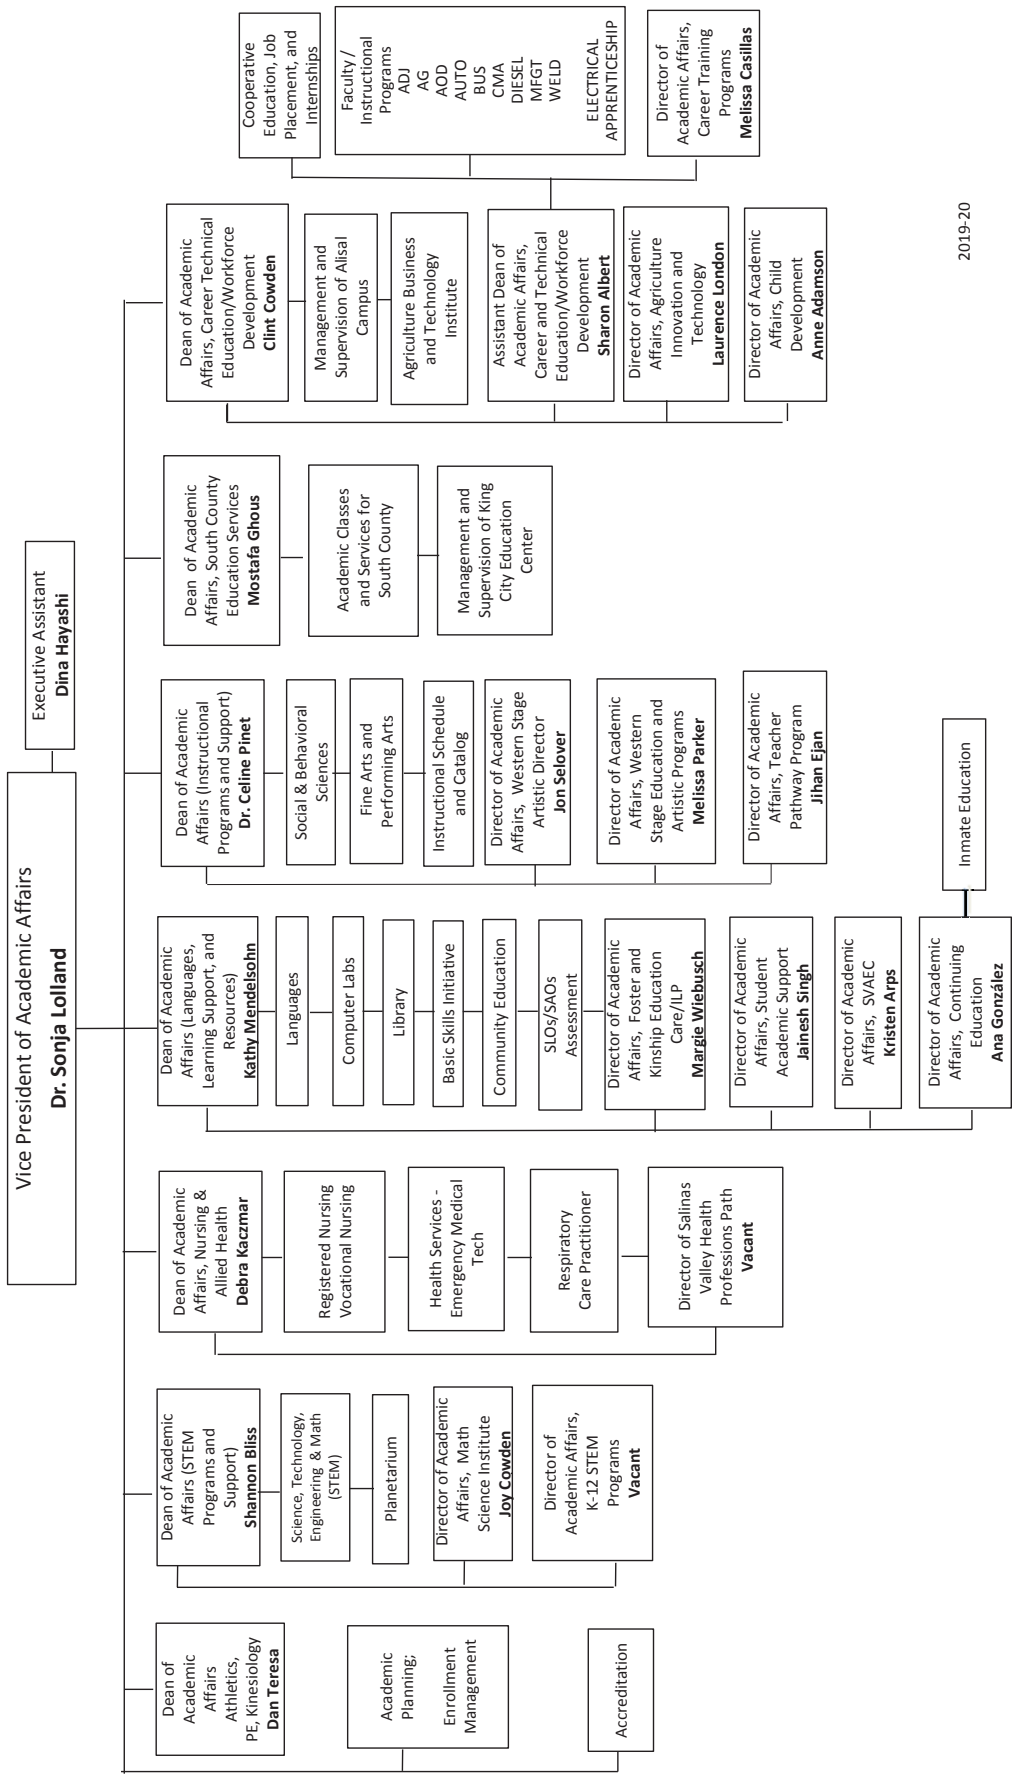 Vice President of Academic Affairs
Dr. Sonja Lolland
Executive Assistant
Dina Hayashi
Dean of
Academic
Affairs
Athletics,
PE, Kinesiology
Dan Teresa
Academic
Planning;
Enrollment
Management
Accreditation
Dean of Academic
Affairs (STEM
Programs and
Support)
Shannon Bliss
Science, Technology,
Engineering & Math
(STEM)
Planetarium
Director of Academic
Affairs, Math
Science Institute
Joy Cowden
Director of
Academic Affairs,
K-12 STEM
Programs
Vacant
Dean of Academic
Affairs, Nursing &
Allied Health
Debra Kaczmar
Registered Nursing
Vocational Nursing
Health Services -
Emergency Medical
Tech
Respiratory
Care Practitioner
Director of Salinas
Valley Health
Professions Path
Vacant
Dean of Academic
Affairs (Languages,
Learning Support, and
Resources)
Kathy Mendelsohn
Languages
Computer Labs
Library
Basic Skills Initiative
Community Education
SLOs/SAOs
Assessment
Director of Academic
Affairs, Foster and
Kinship Education
Care/ILP
Margie Wiebusch
Director of Academic
Affairs, Student
Academic Support
Jainesh Singh
Director of Academic
Affairs, SVAEC
Kristen Arps
Director of Academic
Affairs, Continuing
Education
Ana González
Inmate Education
Dean of Academic
Affairs (Instructional
Programs and Support)
Dr. Celine Pinet
Social & Behavioral
Sciences
Fine Arts and
Performing Arts
Instructional Schedule
and Catalog
Director of Academic
Affairs, Western Stage
Artistic Director
Jon Selover
Director of Academic
Affairs, Western
Stage Education and
Artistic Programs
Melissa Parker
Director of Academic
Affairs, Teacher
Pathway Program
Jihan Ejan
Dean of Academic
Affairs, South County
Education Services
Mostafa Ghous
Academic Classes
and Services for
South County
Management and
Supervision of King
City Education
Center
Dean of Academic
Affairs, Career Technical
Education/Workforce
Development
Clint Cowden
Management and
Supervision of Alisal
Campus
Agriculture Business
and Technology
Institute
Assistant Dean of
Academic Affairs,
Career and Technical
Education/Workforce
Development
Sharon Albert
Director of Academic
Affairs, Agriculture
Innovation and
Technology
Laurence London
Director of Academic
Affairs, Child
Development
Anne Adamson
Cooperative
Education, Job
Placement, and
Internships
Faculty /
Instructional
Programs
ADJ
AG
AOD
AUTO
BUS
CMA
DIESEL
MFGT
WELD
ELECTRICAL
APPRENTICESHIP
Director of
Academic Affairs,
Career Training
Programs
Melissa Casillas
2019-20